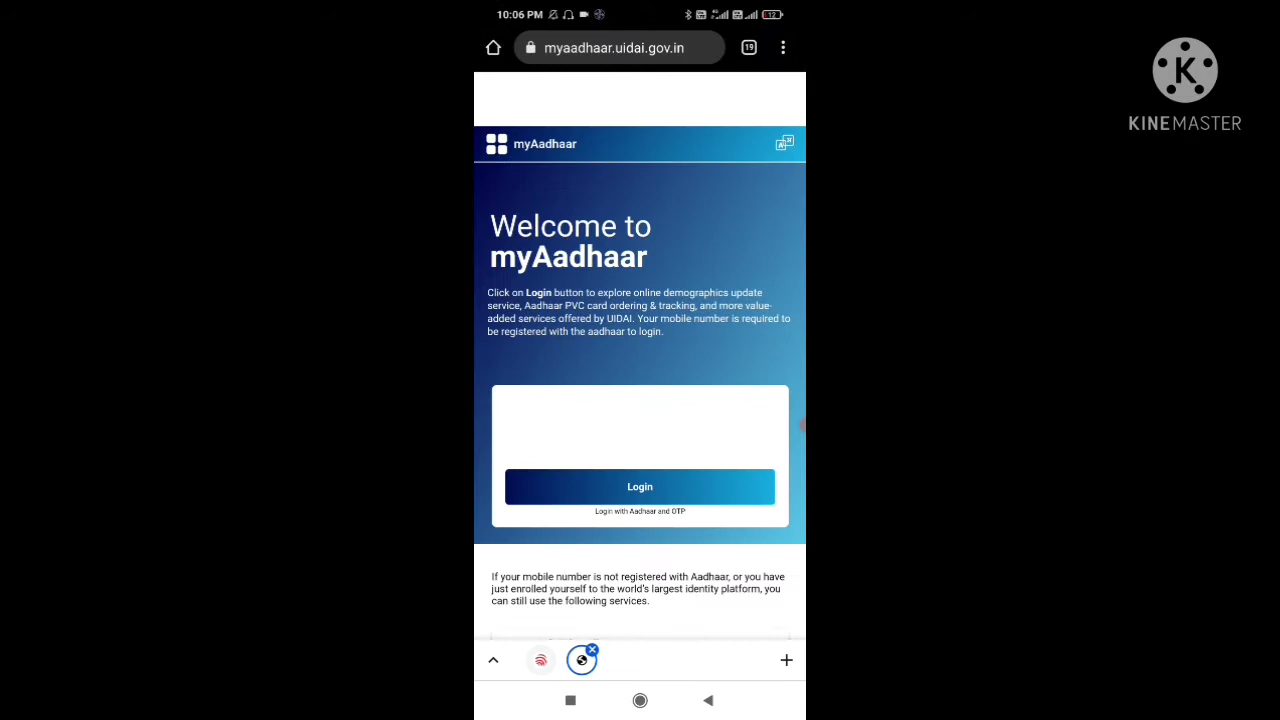 10:06 PM
12
myaadhaar.uidai.gov.in
19
K
KINEMASTER
myAadhaar
Welcome to
myAadhaar
Click on Login button to explore online demographics update
service, Aadhaar PVC card ordering & tracking, and more value-
added services offered by UIDAI. Your mobile number is required to
be registered with the aadhaar to login.
Login
Login with Aadhaar and OTP
If your mobile number is not registered with Aadhaar, or you have
just enrolled yourself to the world's largest identity platform, you
can still use the following services.